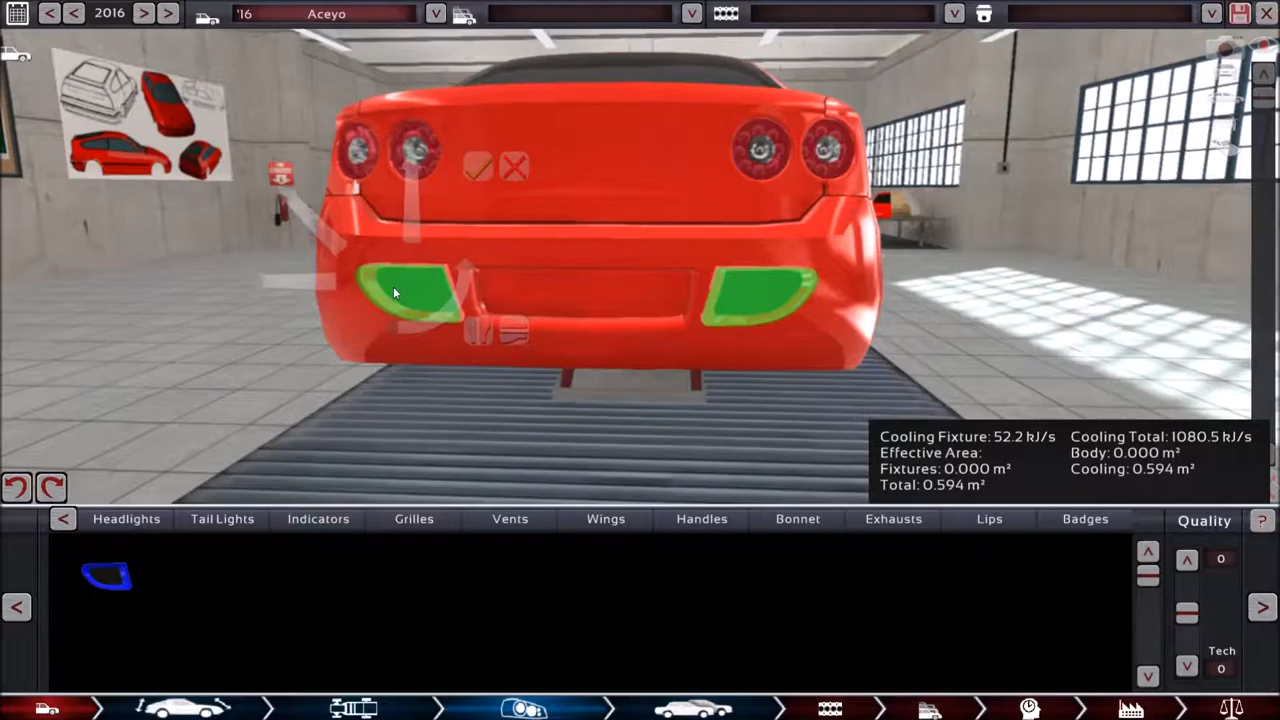 2016
'16
Aceyo
Cooling Fixture: 52.2 kJ/s
Cooling Total: 1080.5 kJ/s
Effective Area:
Body: 0.000 m²
Fixtures: 0.000 m²
Cooling: 0.594 m²
Total: 0.594 m²
Headlights
Tail Lights
Indicators
Grilles
Vents
Wings
Handles
Bonnet
Exhausts
Lips
Badges
Quality
?
0
Tech
0